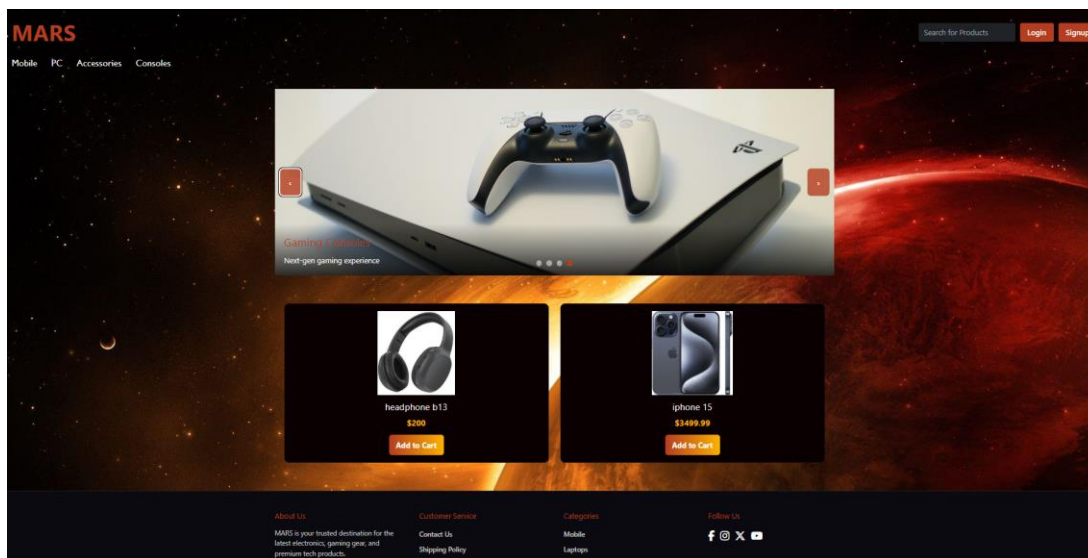 MARS
Search for Products
Login
Signup
Mobile PC Accessories Consoles
‹
›
Gaming Consoles
Next-gen gaming experience
headphone b13
$200
Add to Cart
iphone 15
$3499.99
Add to Cart
About Us
MARS is your trusted destination for the
latest electronics, gaming gear, and
premium tech products.
Customer Service
Contact Us
Shipping Policy
Categories
Mobile
Laptops
Follow Us